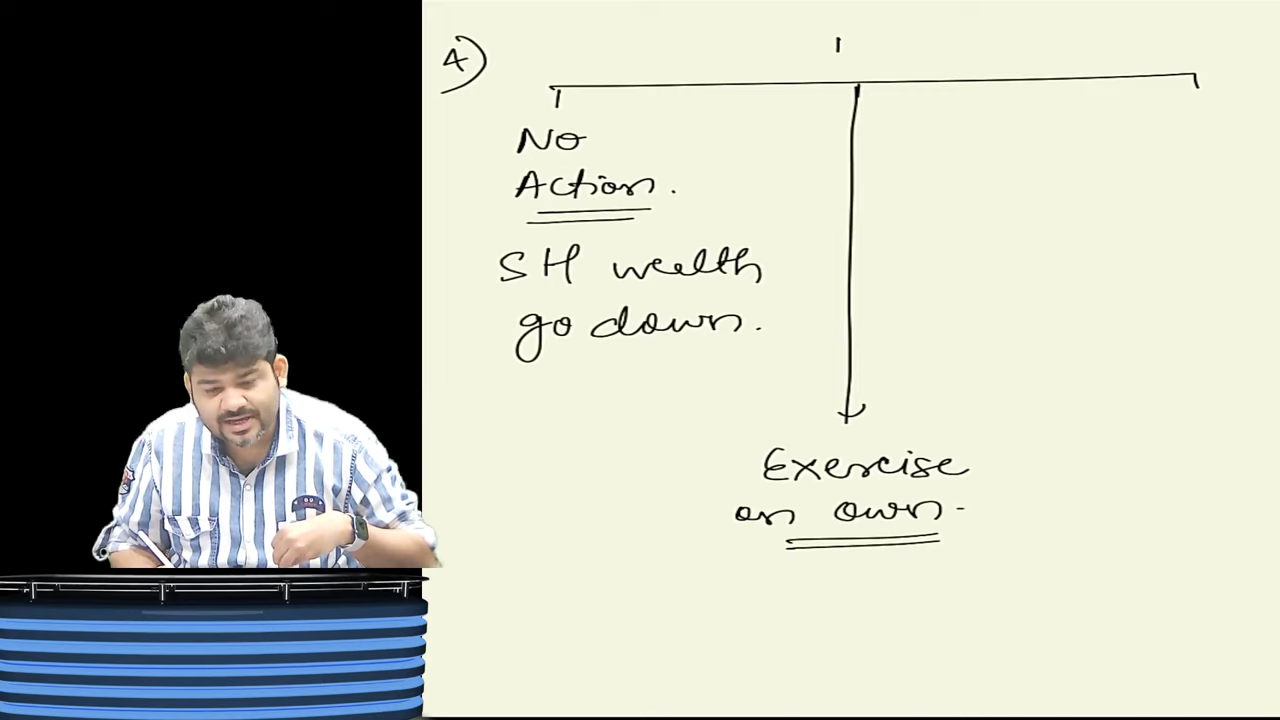 4)
No
Action.
SH wealth
go down.
Exercise
on own.